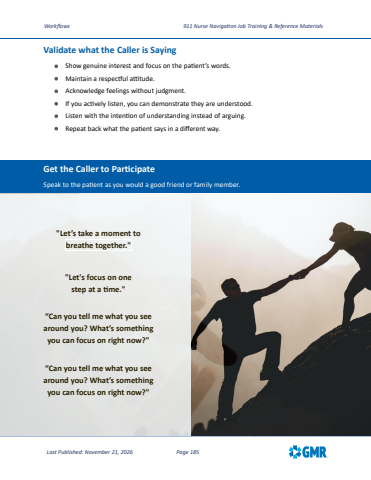 Workflows 911 Nurse Navigation Job Training & Reference Materials
Validate what the Caller is Saying
• Show genuine interest and focus on the patient's words.
• Maintain a respectful attitude.
• Acknowledge feelings without judgment.
• If you actively listen, you can demonstrate they are understood.
• Listen with the intention of understanding instead of arguing.
• Repeat back what the patient says in a different way.
Get the Caller to Participate
Speak to the patient as you would a good friend or family member.
"Let's take a moment to
breathe together."
"Let's focus on one
step at a time."
"Can you tell me what you see
around you? What's something
you can focus on right now?"
"Can you tell me what you see
around you? What's something
you can focus on right now?"
Last Published: November 21, 2026 Page 185
GMR